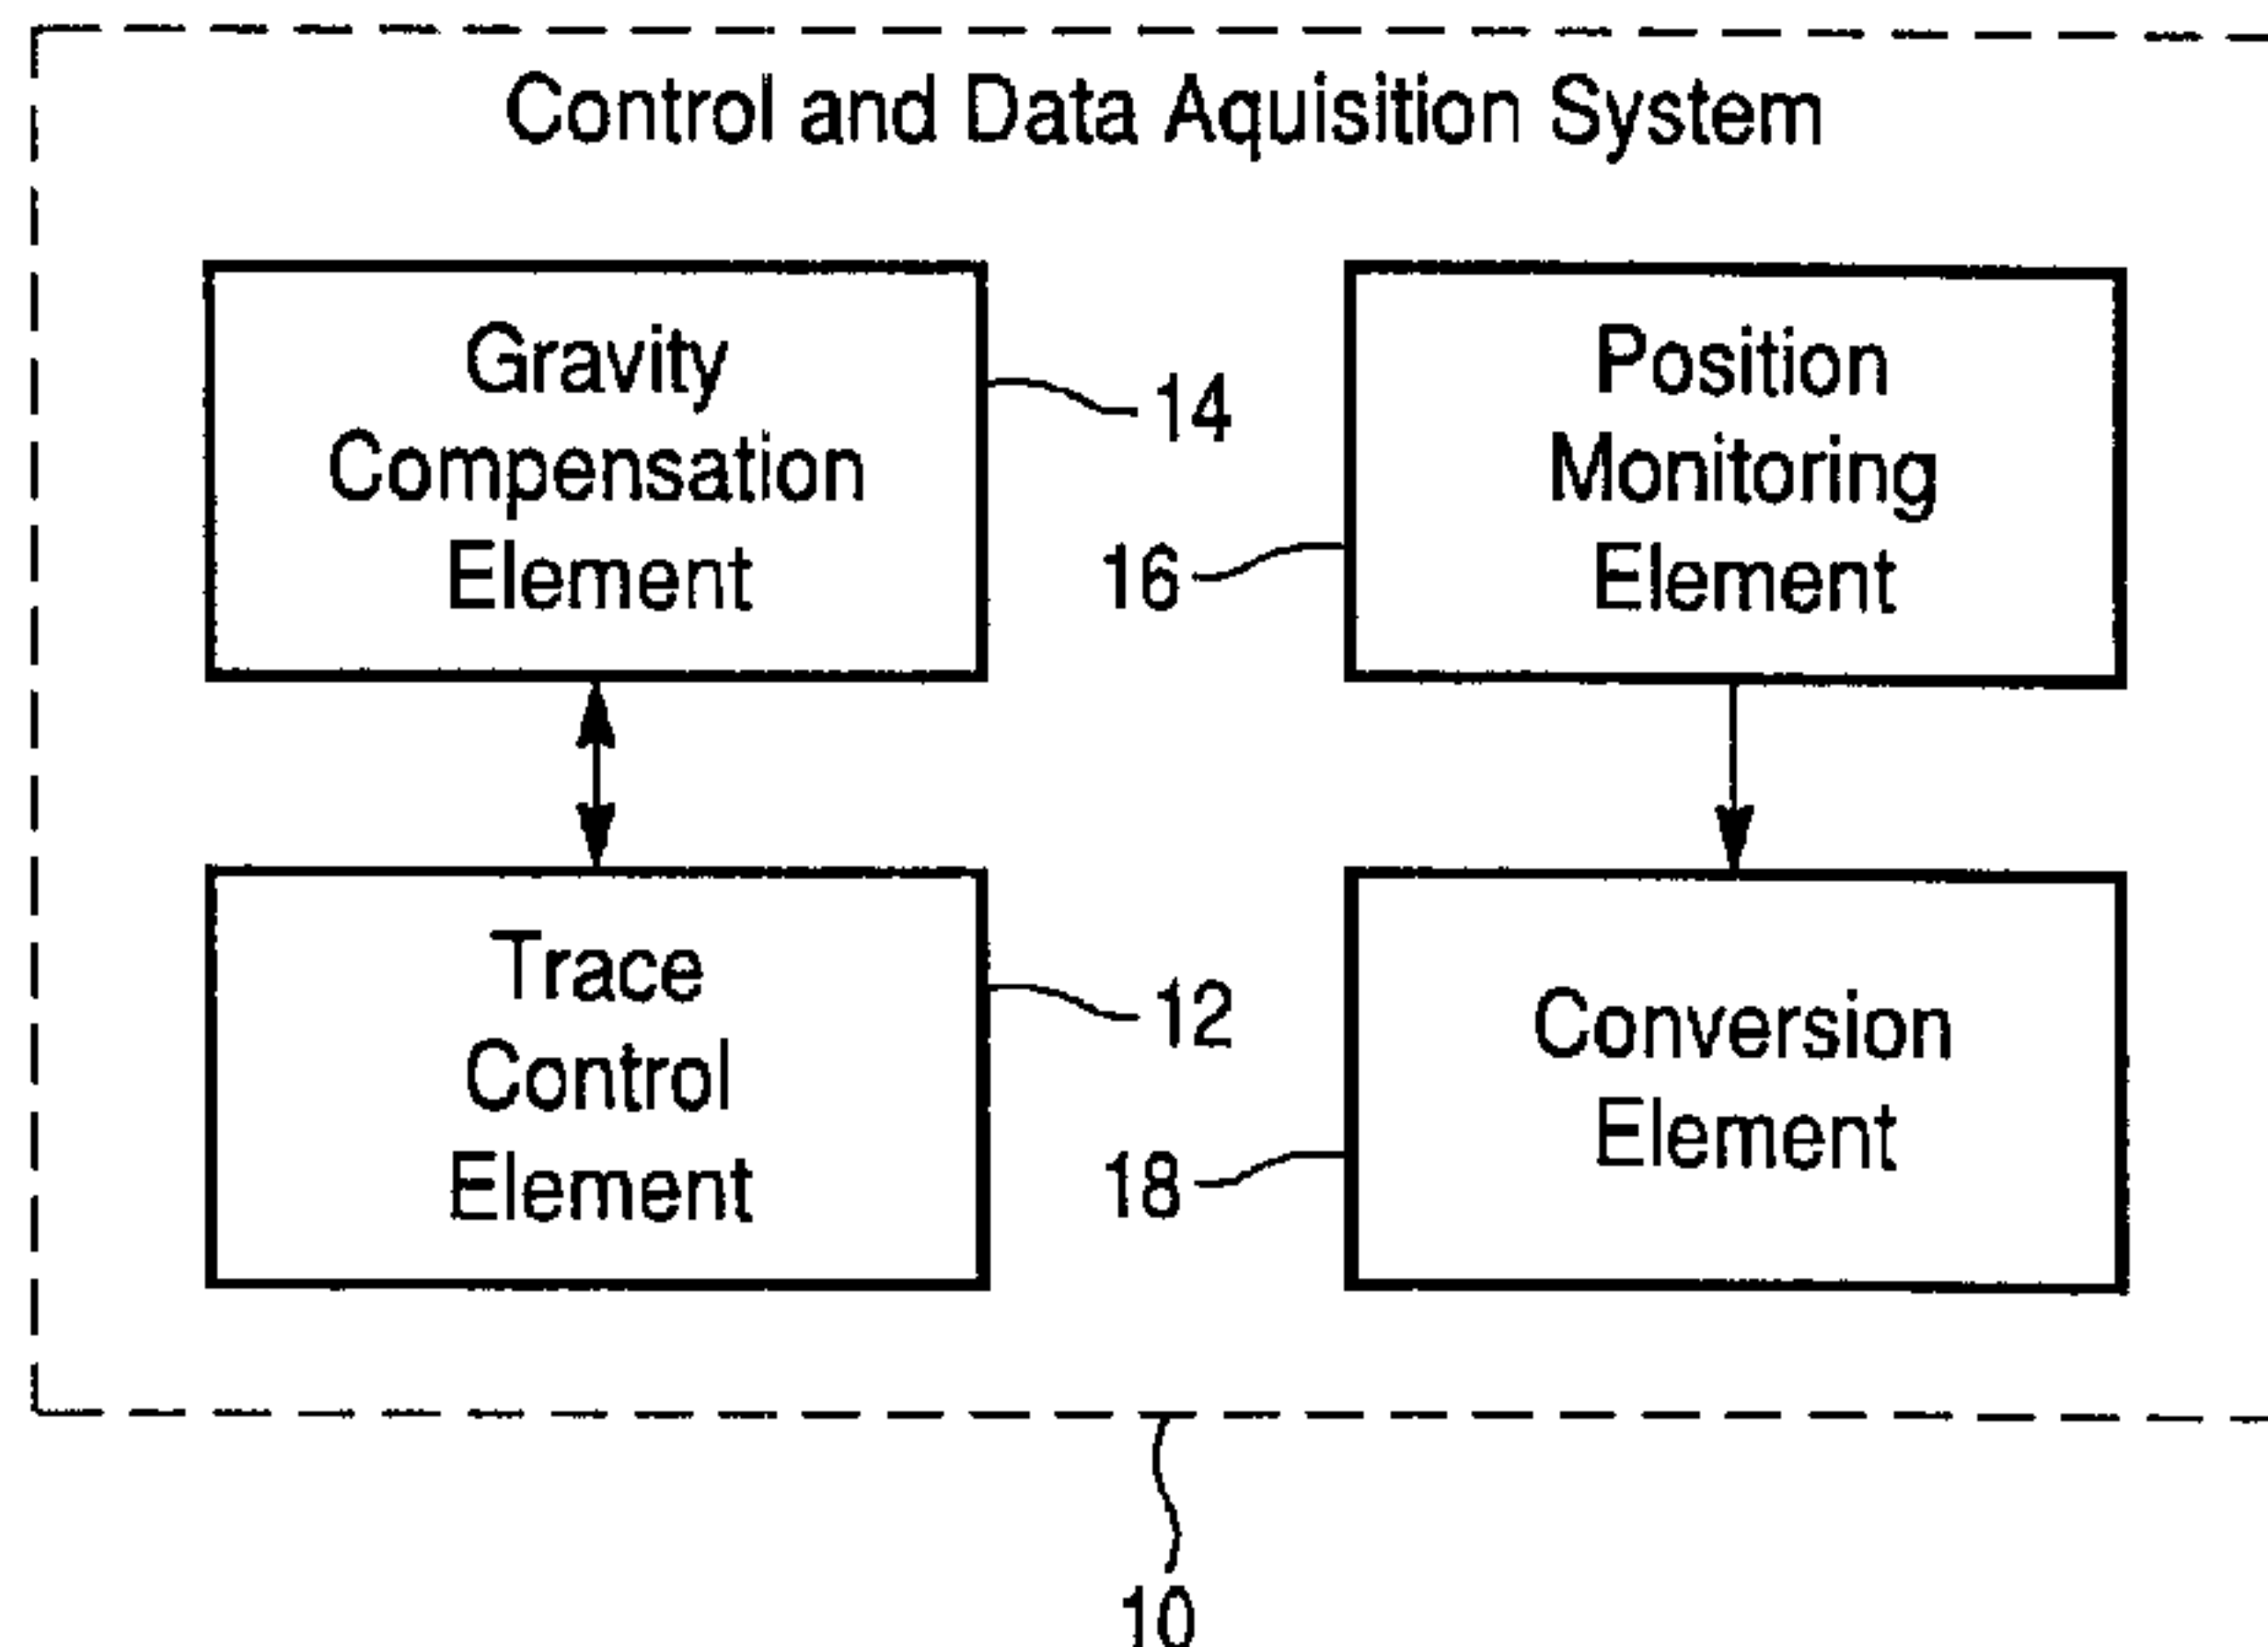 Control and Data Aquisition System
Gravity
Compensation
Element
14
Position
Monitoring
Element
16
Trace
Control
Element
12
Conversion
Element
18
10